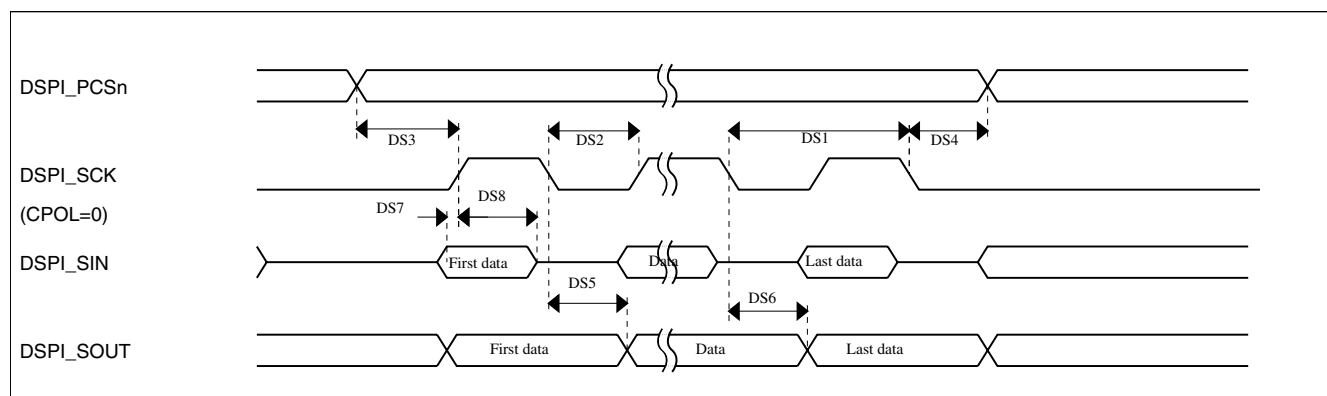 DSPI_PCSn
DS3
DS2
DS1
DS4
DSPI_SCK
(CPOL=0)
DS7
DS8
DSPI_SIN
First data
Data
Last data
DS5
DS6
DSPI_SOUT
First data
Data
Last data